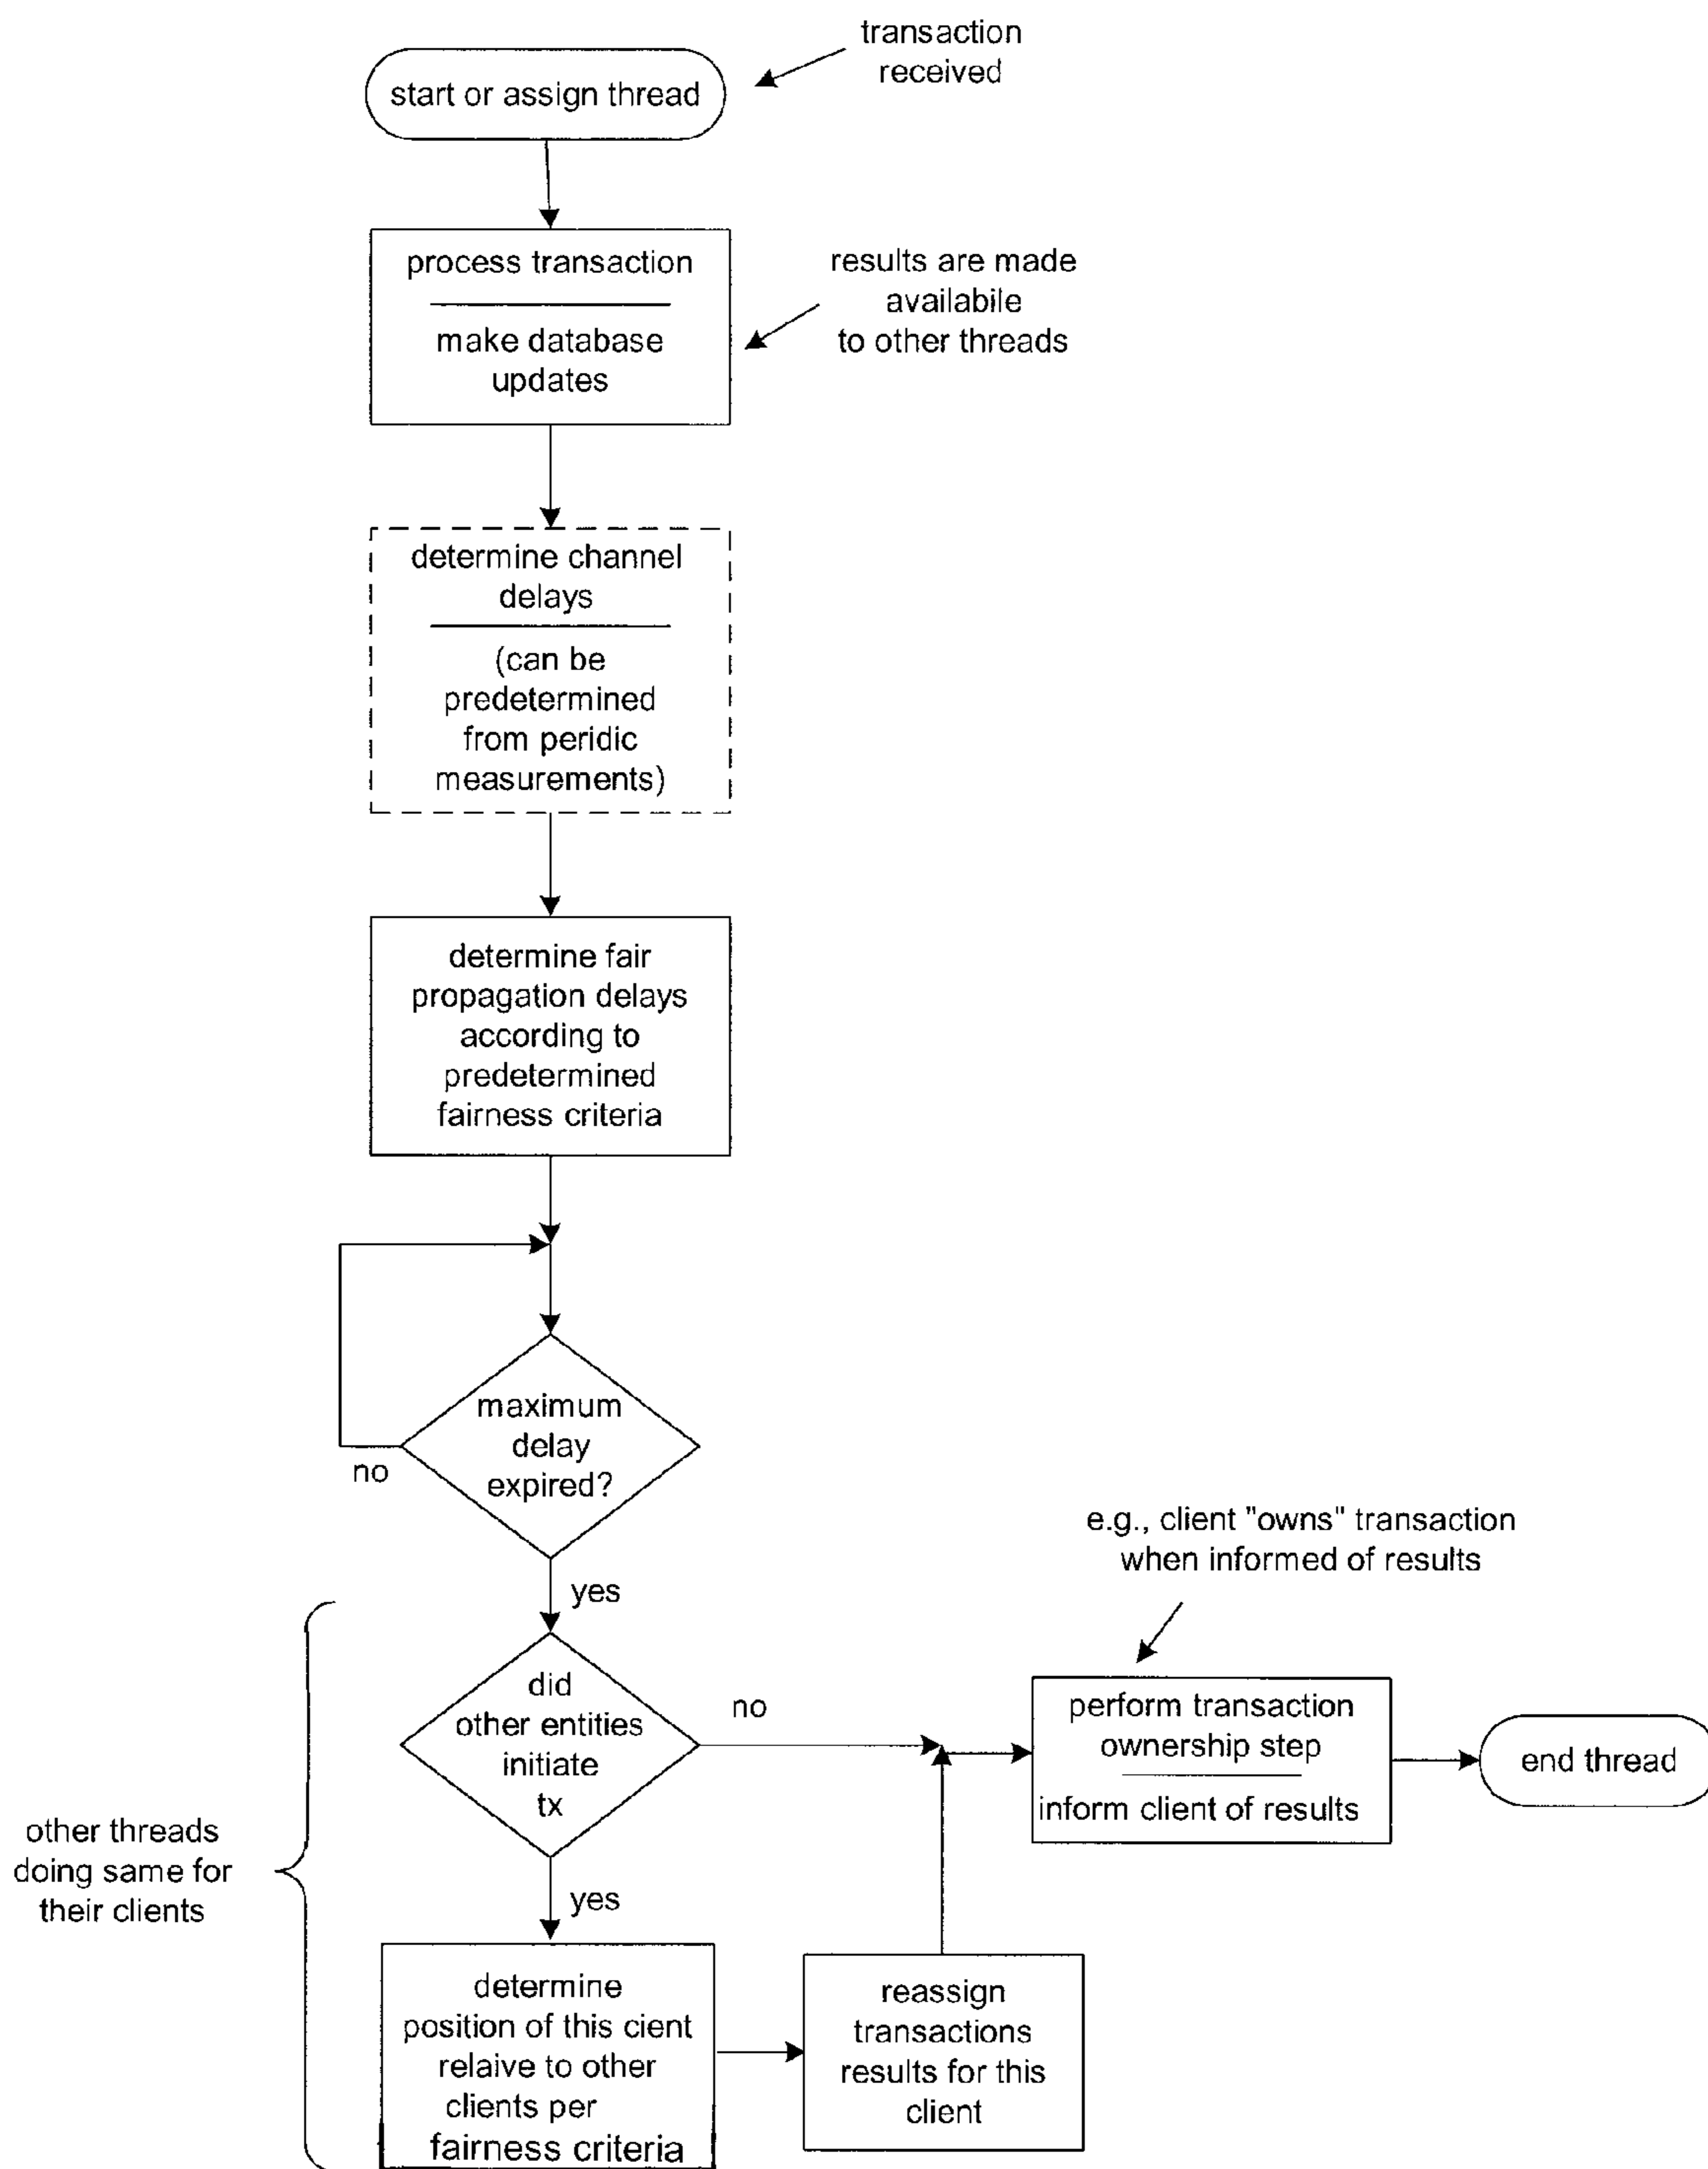 transaction
received
start or assign thread
process transaction
make database
updates
results are made
availabile
to other threads
determine channel
delays
(can be
predetermined
from peridic
measurements)
determine fair
propagation delays
according to
predetermined
fairness criteria
maximum
delay
expired?
no
yes
e.g., client "owns" transaction
when informed of results
did
other entities
initiate
tx
no
perform transaction
ownership step
inform client of results
end thread
other threads
doing same for
their clients
yes
determine
position of this cient
relaive to other
clients per
fairness criteria
reassign
transactions
results for this
client